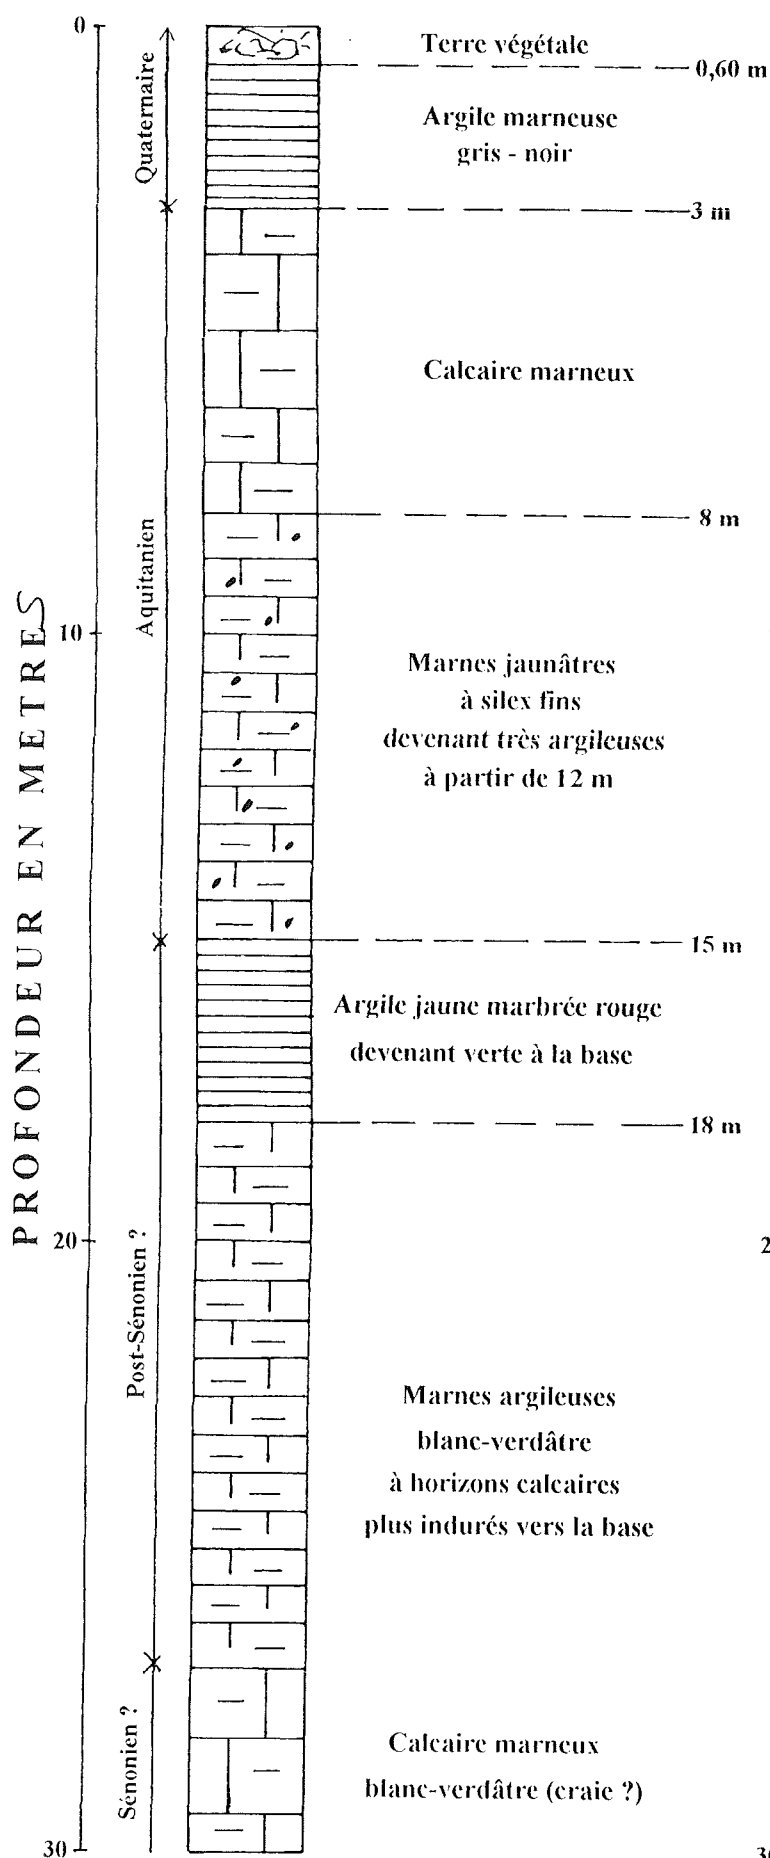 PROFONDEUR EN METRES
0
10
20
30
Quaternaire
Aquitanien
Post-Sénonien ?
Sénonien ?
Terre végétale
0,60 m
Argile marneuse
gris - noir
3 m
Calcaire marneux
8 m
Marnes jaunâtres
à silex fins
devenant très argileuses
à partir de 12 m
15 m
Argile jaune marbrée rouge
devenant verte à la base
18 m
Marnes argileuses
blanc-verdâtre
à horizons calcaires
plus indurés vers la base
Calcaire marneux
blanc-verdâtre (craie ?)